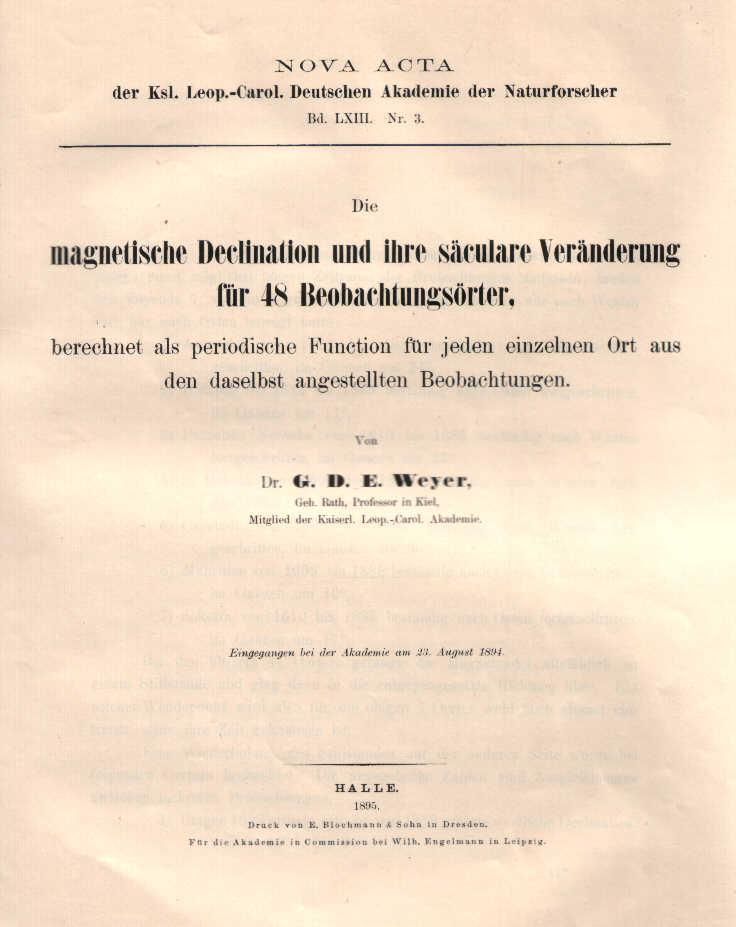 NOVA ACTA
der Ksl. Leop.-Carol. Deutschen Akademie der Naturforscher
Bd. LXIII. Nr. 3.
Die
magnetische Declination und ihre säculare Veränderung
für 48 Beobachtungsörter,
berechnet als periodische Function für jeden einzelnen Ort aus
den daselbst angestellten Beobachtungen.
Von
Dr. G. D. E. Weyer,
Geh. Rath, Professor in Kiel,
Mitglied der Kaiserl. Leop.-Carol. Akademie.
Eingegangen bei der Akademie am 23. August 1894.
HALLE.
1895.
Druck von E. Blochmann & Sohn in Dresden.
Für die Akademie in Commission bei Wilh. Engelmann in Leipzig.